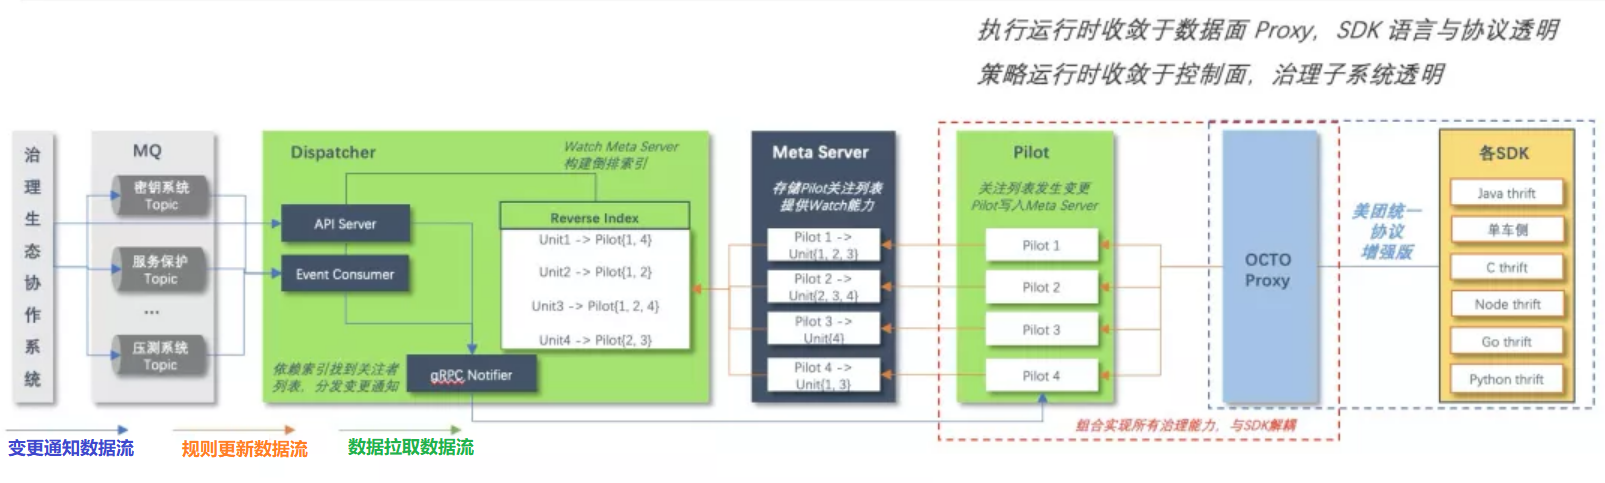 执行运行时收敛于数据面 Proxy，SDK 语言与协议透明
策略运行时收敛于控制面，治理子系统透明
治理生态协作系统
MQ
密钥系统
Topic
服务保护
Topic
...
压测系统
Topic
Dispatcher
Watch Meta Server
构建倒排索引
API Server
Event Consumer
Reverse Index
Unit1 -> Pilot{1, 4}
Unit2 -> Pilot{1, 2}
Unit3 -> Pilot{1, 2, 4}
Unit4 -> Pilot{2, 3}
依赖索引找到关注者
列表，分发变更通知
gRPC Notifier
Meta Server
存储Pilot关注列表
提供Watch能力
Pilot 1 ->
Unit{1, 2, 3}
Pilot 2 ->
Unit{2, 3, 4}
Pilot 3 ->
Unit{4}
Pilot 4 ->
Unit{1, 3}
Pilot
关注列表发生变更
Pilot写入Meta Server
Pilot 1
Pilot 2
Pilot 3
Pilot 4
组合实现所有治理能力，与SDK解耦
OCTO
Proxy
美团统一
协议
增强版
各SDK
Java thrift
单车侧
C thrift
Node thrift
Go thrift
Python thrift
变更通知数据流
规则更新数据流
数据拉取数据流